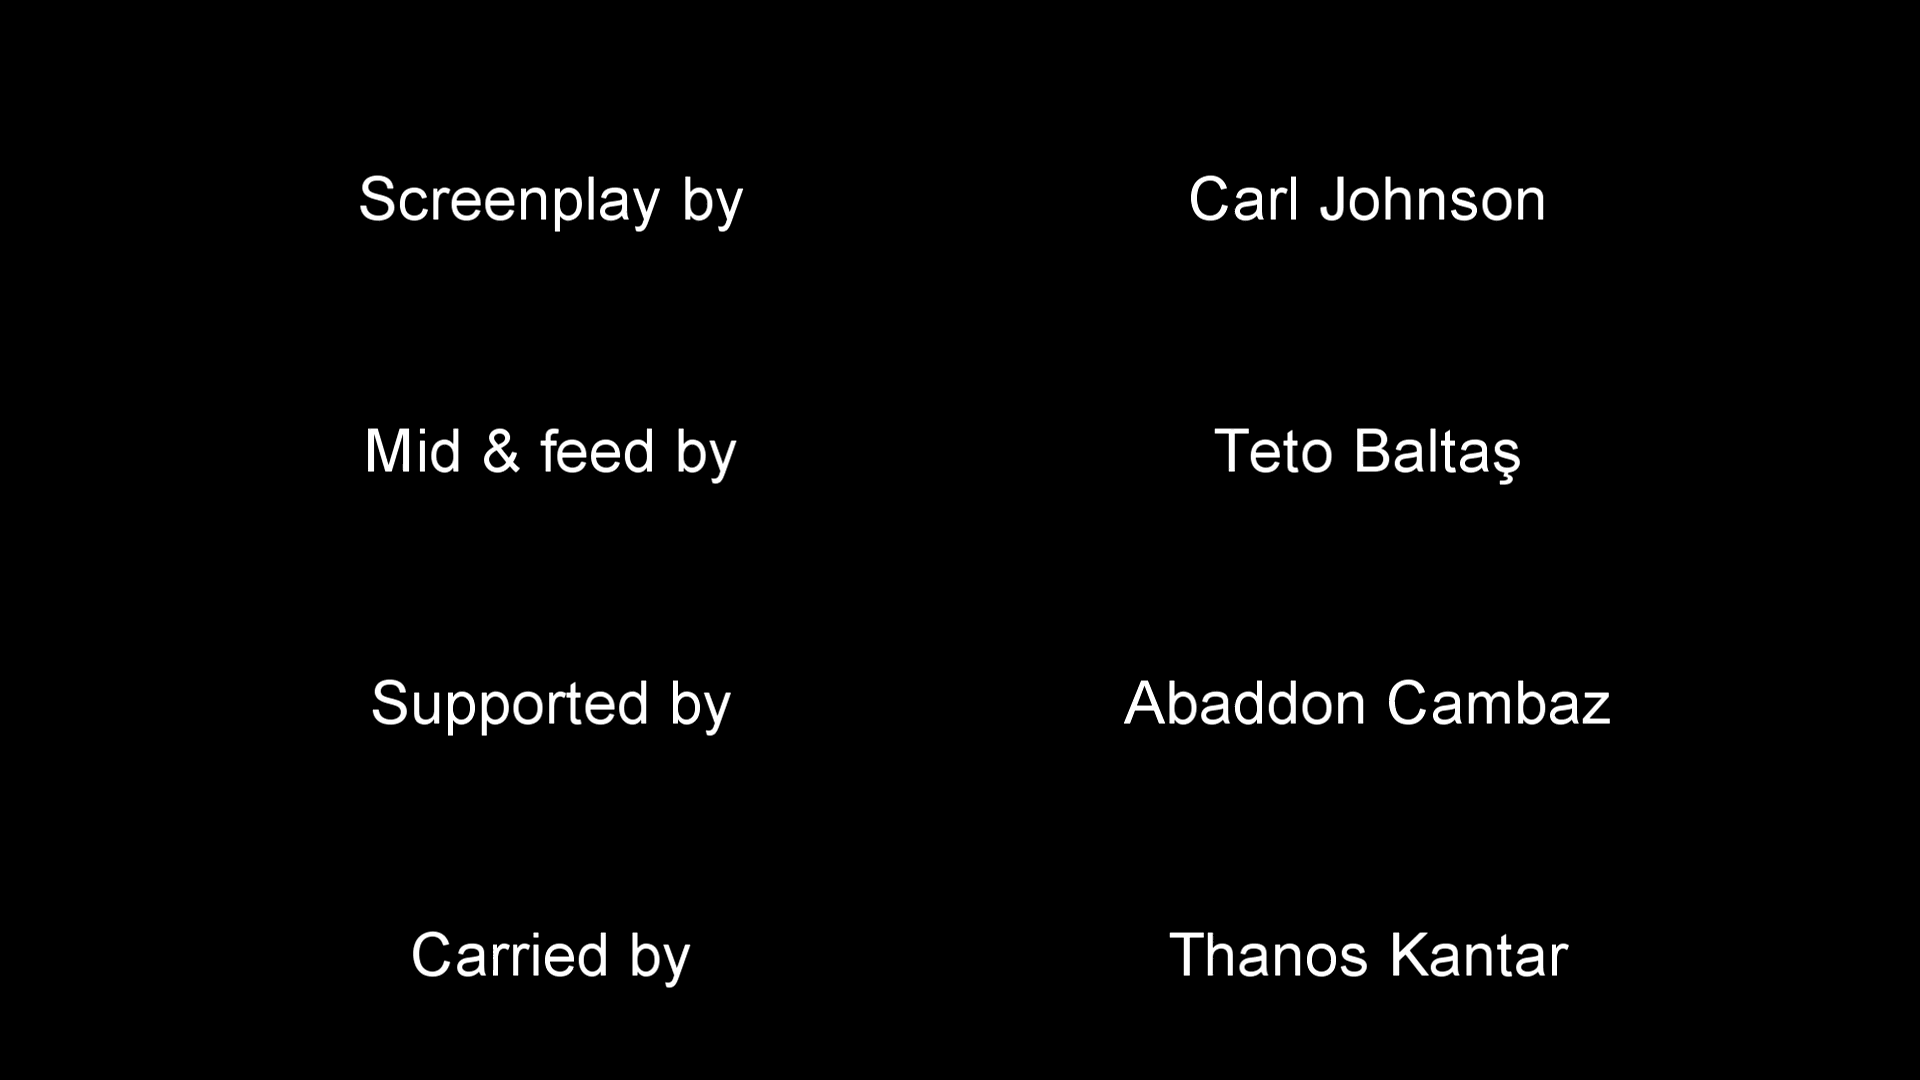 Screenplay by Carl Johnson
Mid & feed by Teto Baltaş
Supported by Abaddon Cambaz
Carried by Thanos Kantar